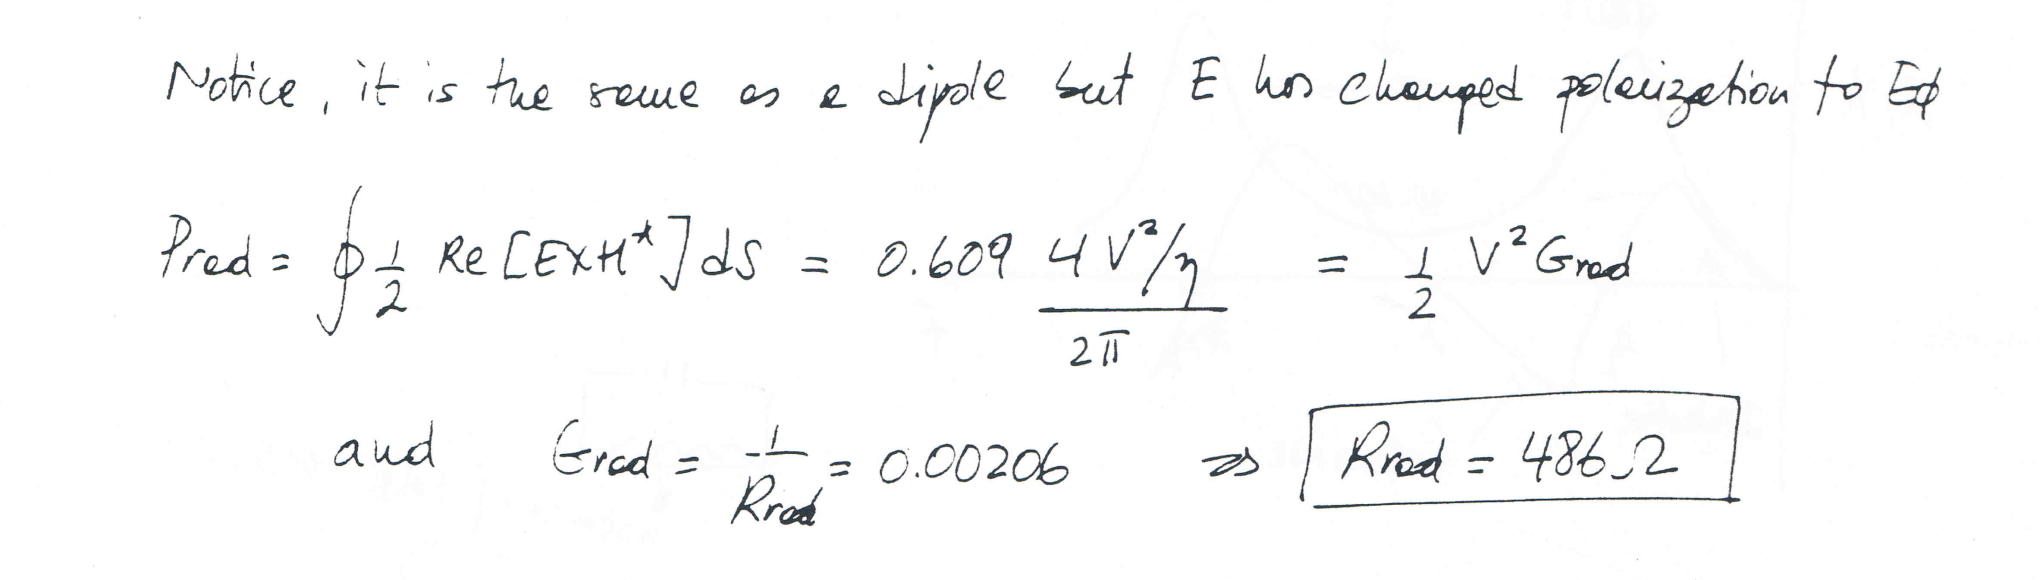 Notice, it is the same as a dipole but E has changed polarization to Eϕ
Prad = ∮ 1/2 Re [E×H*] dS = 0.609 4V²/η / 2π = 1/2 V² Grad
and Grad = 1/Rrad = 0.00206 ⇒ Rrad = 486 Ω